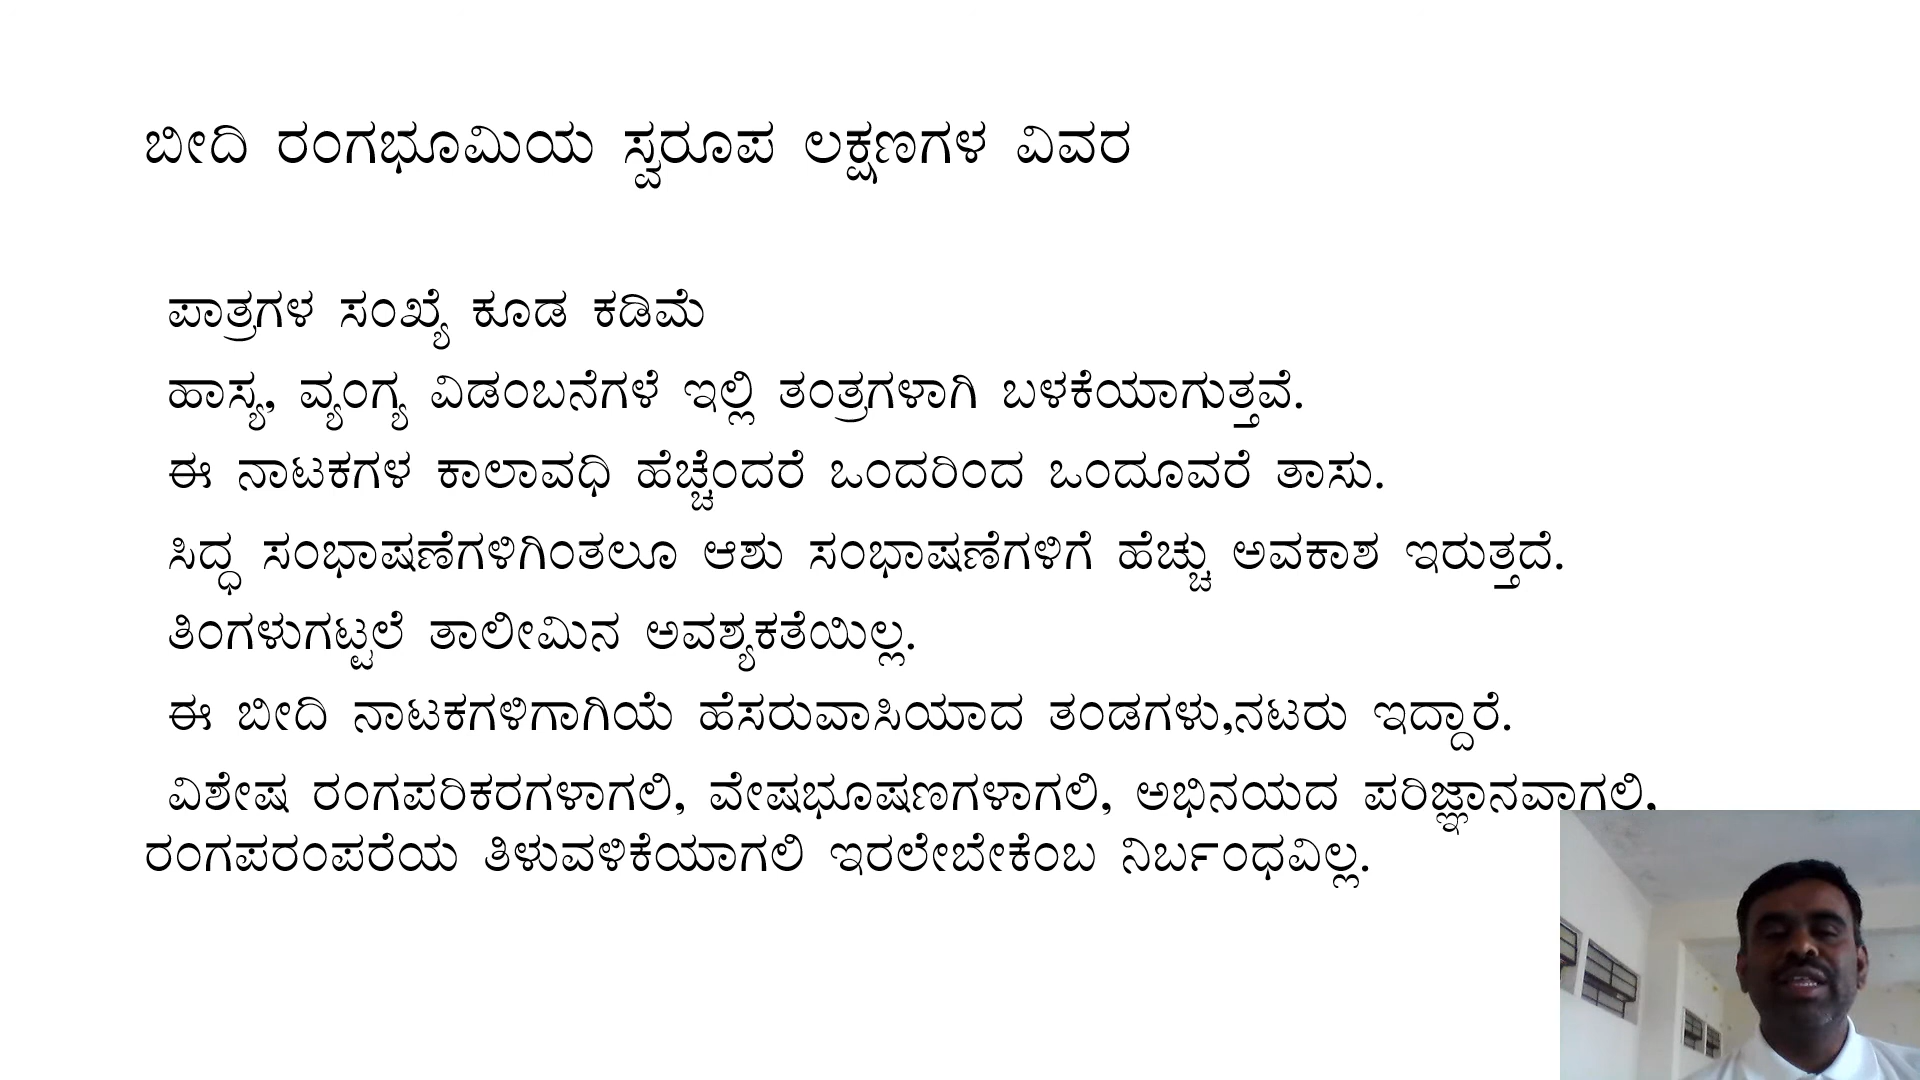 ಬೀದಿ ರಂಗಭೂಮಿಯ ಸ್ವರೂಪ ಲಕ್ಷಣಗಳ ವಿವರ
ಪಾತ್ರಗಳ ಸಂಖ್ಯೆ ಕೂಡ ಕಡಿಮೆ
ಹಾಸ್ಯ, ವ್ಯಂಗ್ಯ ವಿಡಂಬನೆಗಳೆ ಇಲ್ಲಿ ತಂತ್ರಗಳಾಗಿ ಬಳಕೆಯಾಗುತ್ತವೆ.
ಈ ನಾಟಕಗಳ ಕಾಲಾವಧಿ ಹೆಚ್ಚೆಂದರೆ ಒಂದರಿಂದ ಒಂದೂವರೆ ತಾಸು.
ಸಿದ್ಧ ಸಂಭಾಷಣೆಗಳಿಗಿಂತಲೂ ಆಶು ಸಂಭಾಷಣೆಗಳಿಗೆ ಹೆಚ್ಚು ಅವಕಾಶ ಇರುತ್ತದೆ.
ತಿಂಗಳುಗಟ್ಟಲೆ ತಾಲೀಮಿನ ಅವಶ್ಯಕತೆಯಿಲ್ಲ.
ಈ ಬೀದಿ ನಾಟಕಗಳಿಗಾಗಿಯೆ ಹೆಸರುವಾಸಿಯಾದ ತಂಡಗಳು,ನಟರು ಇದ್ದಾರೆ.
ವಿಶೇಷ ರಂಗಪರಿಕರಗಳಾಗಲಿ, ವೇಷಭೂಷಣಗಳಾಗಲಿ, ಅಭಿನಯದ ಪರಿಜ್ಞಾನವಾಗಲಿ,
ರಂಗಪರಂಪರೆಯ ತಿಳುವಳಿಕೆಯಾಗಲಿ ಇರಲೇಬೇಕೆಂಬ ನಿರ್ಬಂಧವಿಲ್ಲ.